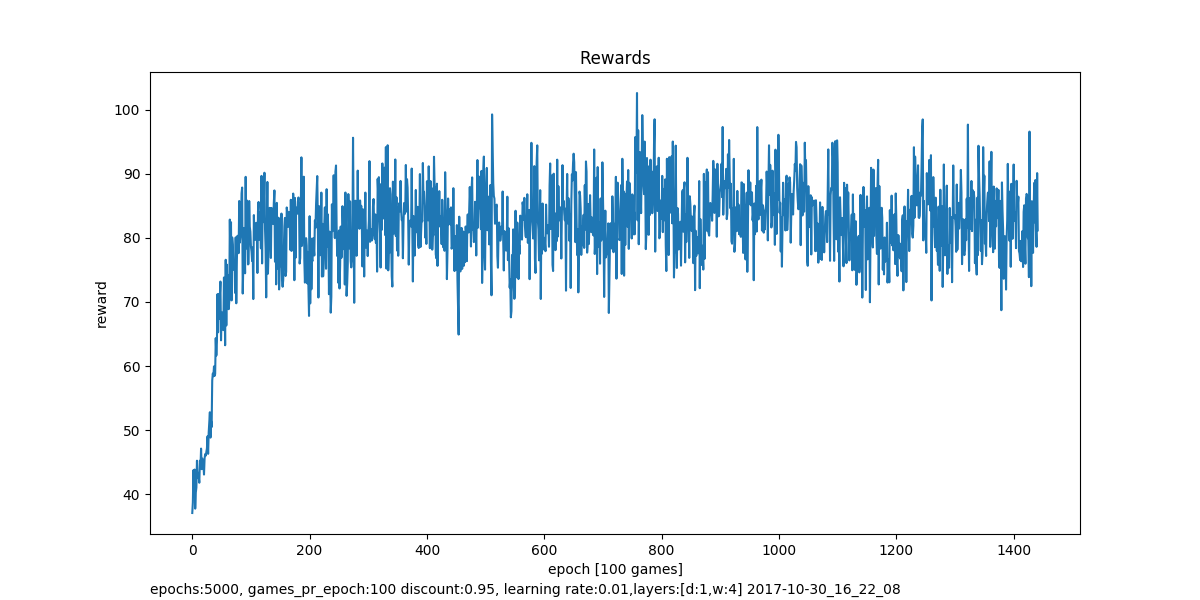 Rewards
100
90
80
70
60
50
40
reward
0 200 400 600 800 1000 1200 1400
epoch [100 games]
epochs:5000, games_pr_epoch:100 discount:0.95, learning rate:0.01,layers:[d:1,w:4] 2017-10-30_16_22_08